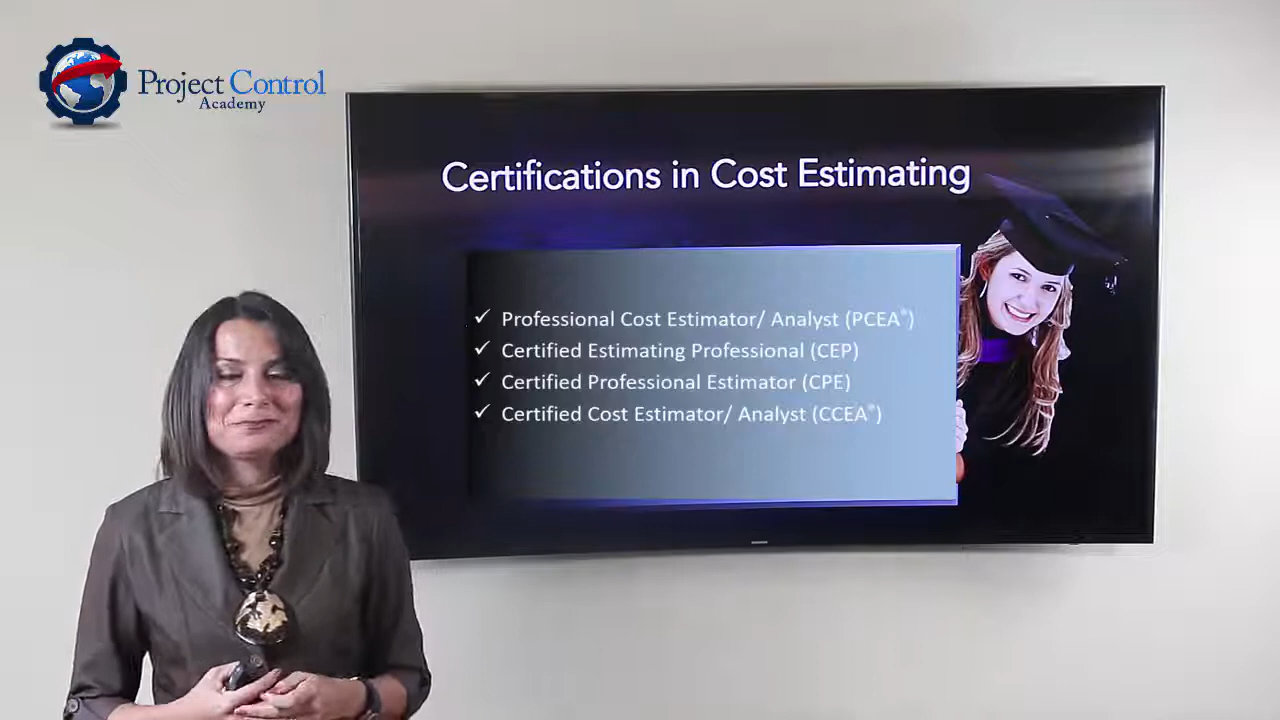 Project Control
Academy
Certifications in Cost Estimating
✓ Professional Cost Estimator/ Analyst (PCEA®)
✓ Certified Estimating Professional (CEP)
✓ Certified Professional Estimator (CPE)
✓ Certified Cost Estimator/ Analyst (CCEA®)